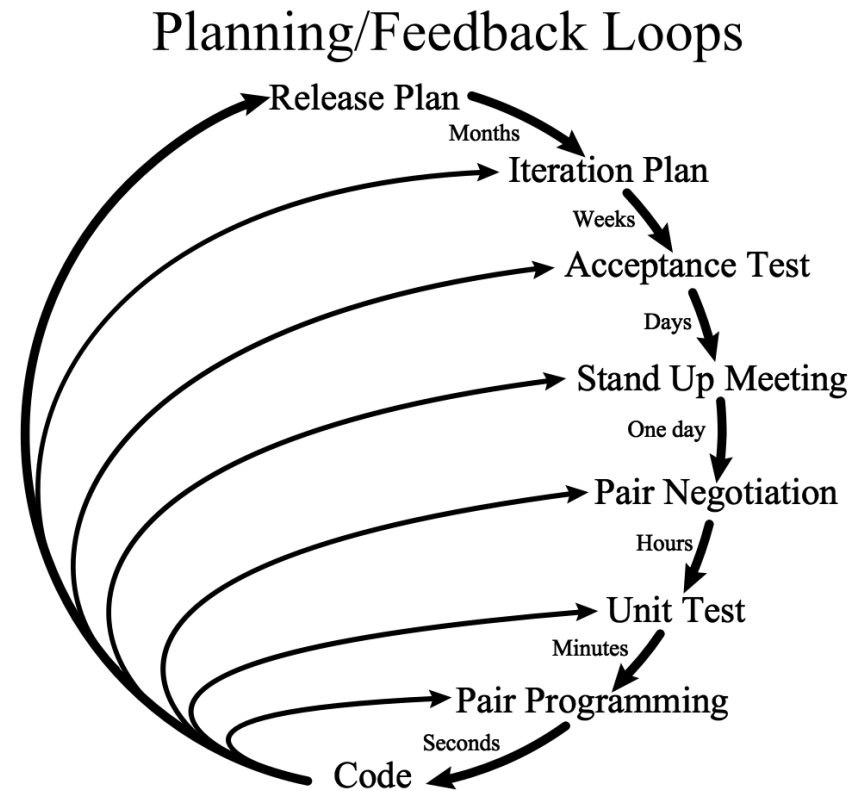 Planning/Feedback Loops
Release Plan
Months
Iteration Plan
Weeks
Acceptance Test
Days
Stand Up Meeting
One day
Pair Negotiation
Hours
Unit Test
Minutes
Pair Programming
Seconds
Code